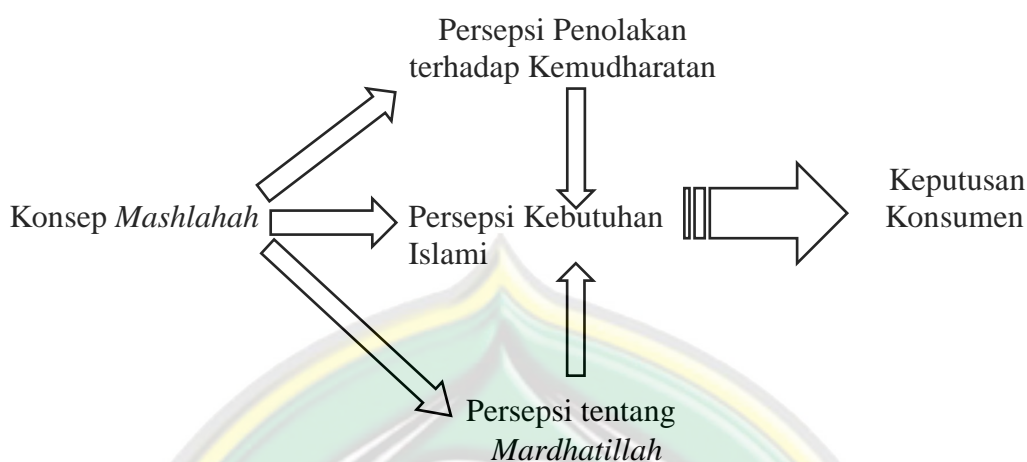 Persepsi Penolakan
terhadap Kemudharatan
Konsep Mashlahah
Persepsi Kebutuhan
Islami
Keputusan
Konsumen
Persepsi tentang
Mardhatillah